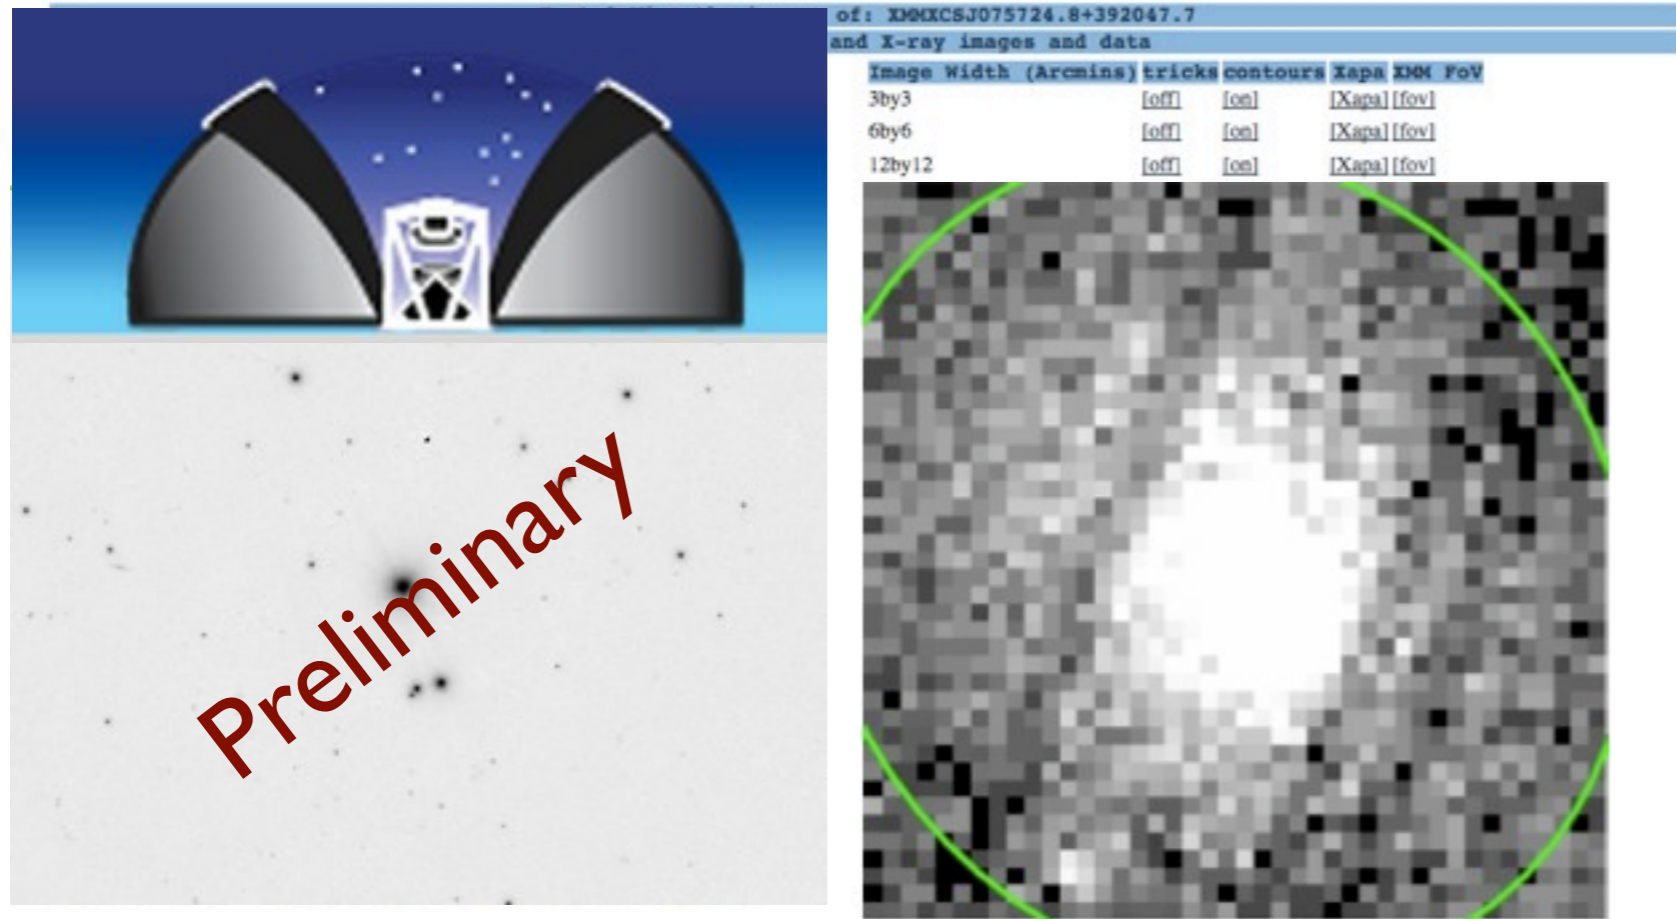 of: XMMXCSJ075724.8+392047.7
and X-ray images and data
Image Width (Arcmins) tricks contours Xapa XMM FoV
3by3 [off] [on] [Xapa] [fov]
6by6 [off] [on] [Xapa] [fov]
12by12 [off] [on] [Xapa] [fov]
Preliminary